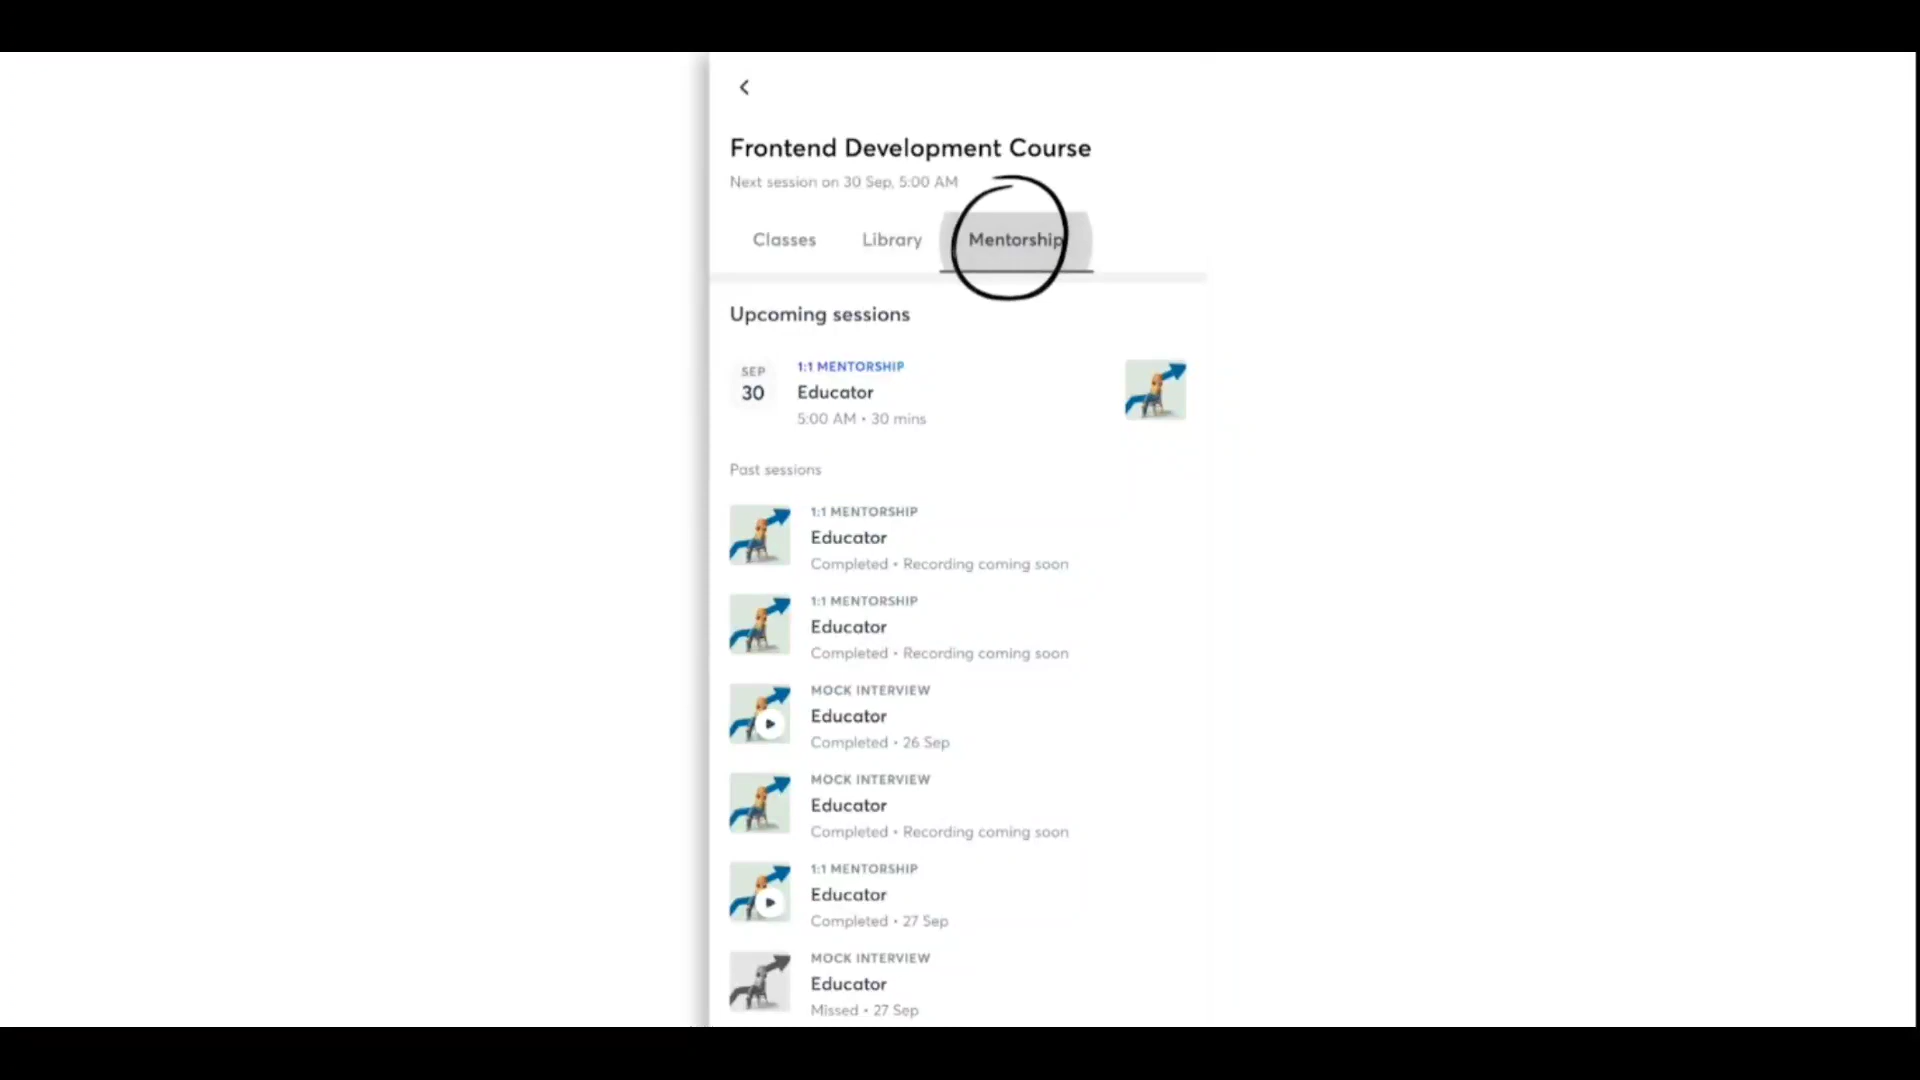 Frontend Development Course
Next session on 30 Sep, 5:00 AM
Classes Library Mentorship
Upcoming sessions
SEP
30
1:1 MENTORSHIP
Educator
5:00 AM • 30 mins
Past sessions
1:1 MENTORSHIP
Educator
Completed • Recording coming soon
1:1 MENTORSHIP
Educator
Completed • Recording coming soon
MOCK INTERVIEW
Educator
Completed • 26 Sep
MOCK INTERVIEW
Educator
Completed • Recording coming soon
1:1 MENTORSHIP
Educator
Completed • 27 Sep
MOCK INTERVIEW
Educator
Missed • 27 Sep